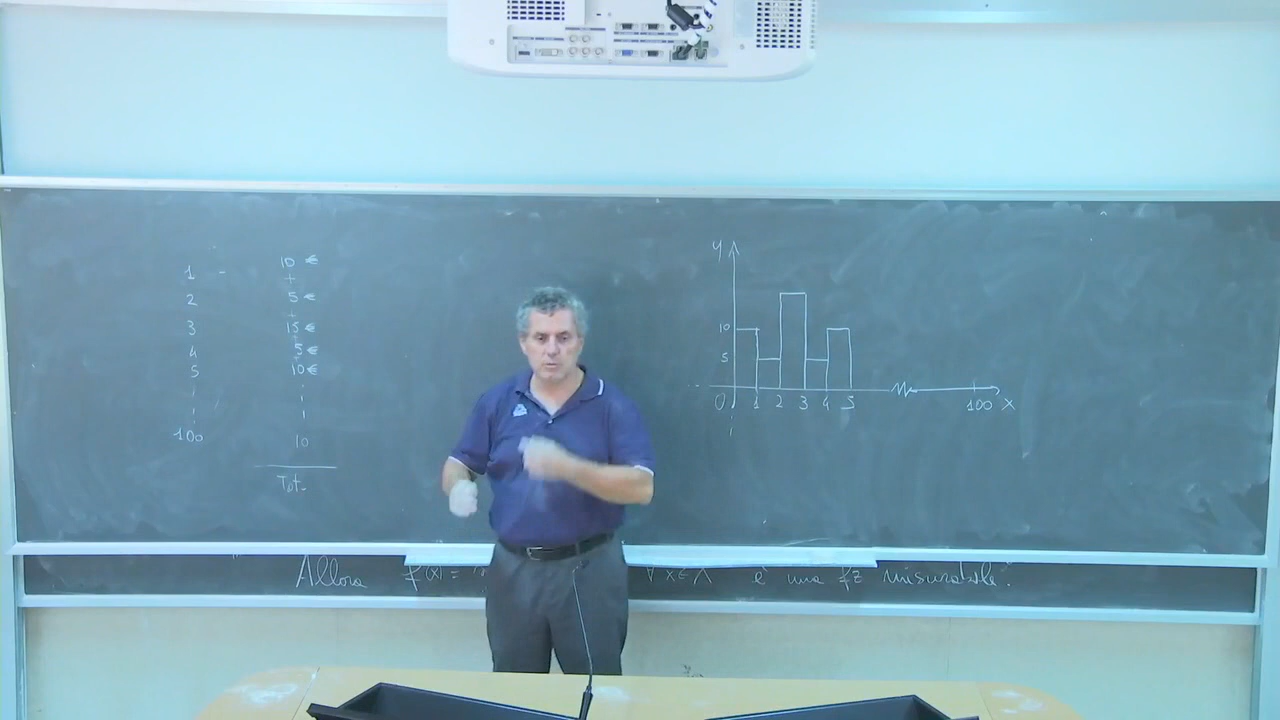 1 - 10 €
+
2 5 €
+
3 15 €
+
4 5 €
+
5 10 €
1
100 10
Tot.
y
10
5
0 1 2 3 4 5 100 x
Allora f(x) = ∀ x ∈ A è una fz misurabile.